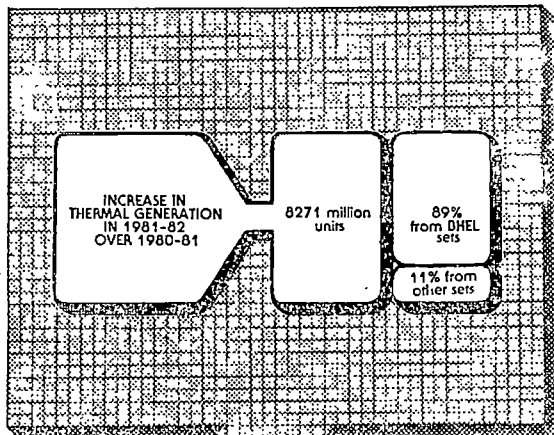 INCREASE IN
THERMAL GENERATION
IN 1981-82
OVER 1980-81
8271 million
units
89%
from BHEL
sets
11% from
other sets